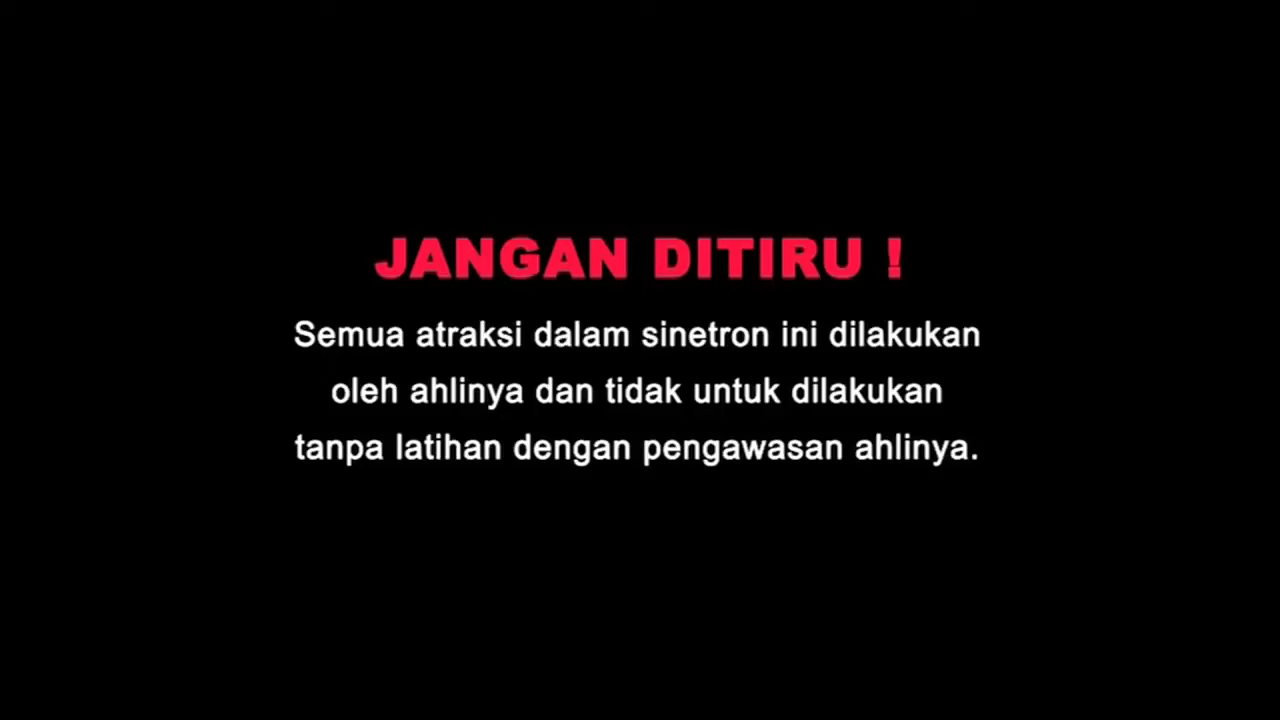 JANGAN DITIRU !
Semua atraksi dalam sinetron ini dilakukan
oleh ahlinya dan tidak untuk dilakukan
tanpa latihan dengan pengawasan ahlinya.